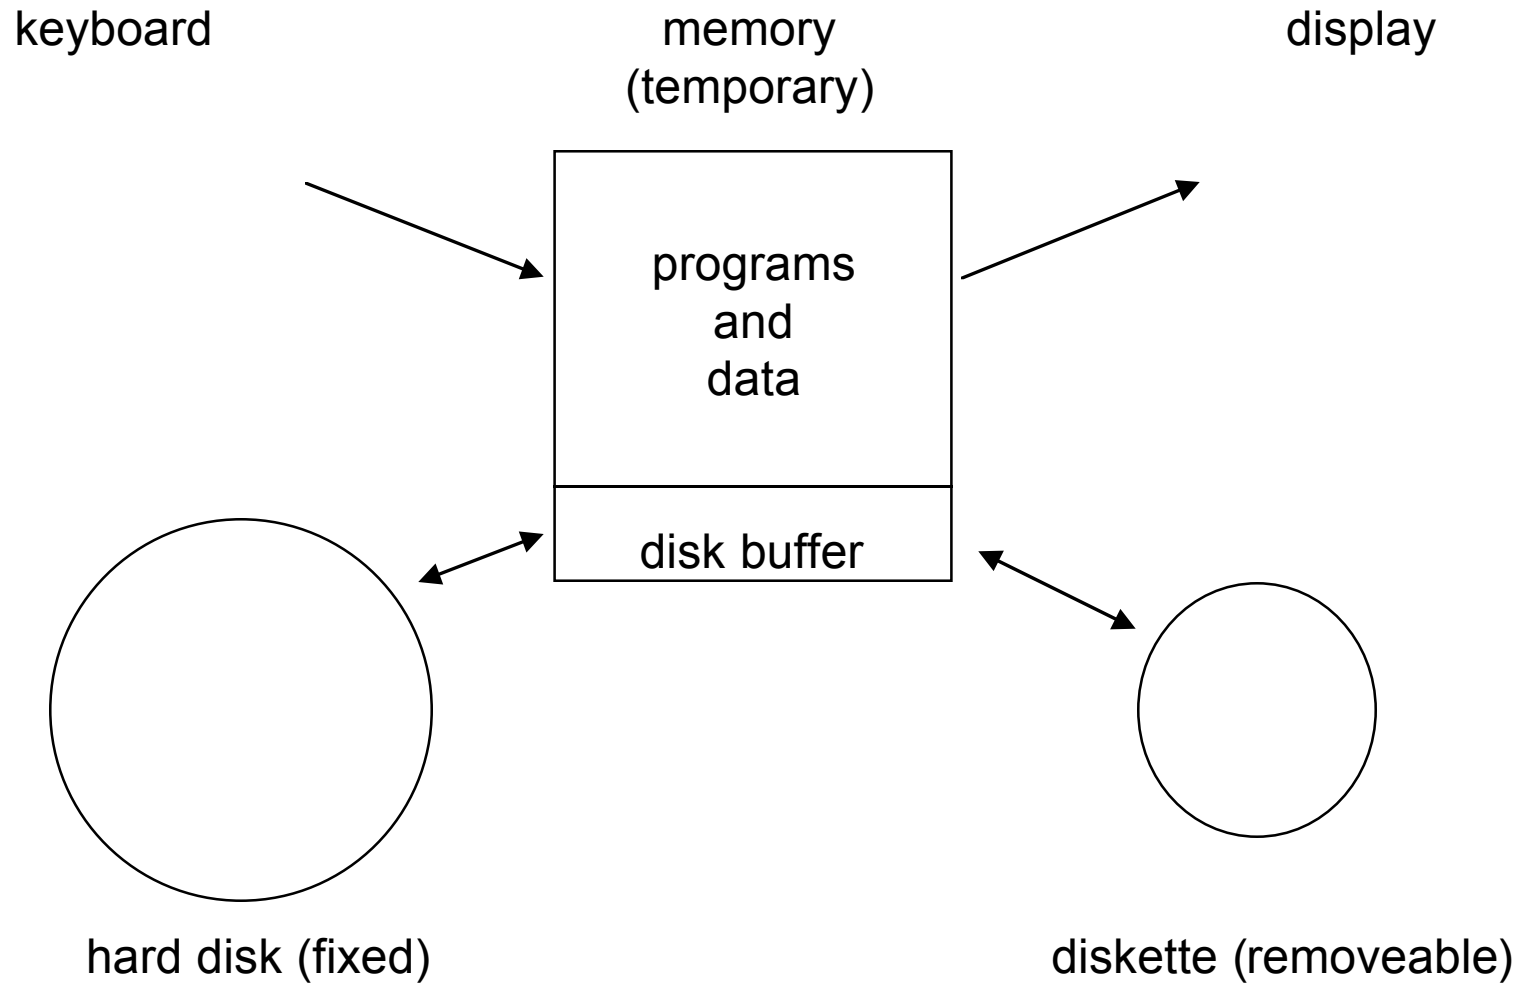 keyboard
memory
(temporary)
display
programs
and
data
disk buffer
hard disk (fixed)
diskette (removeable)